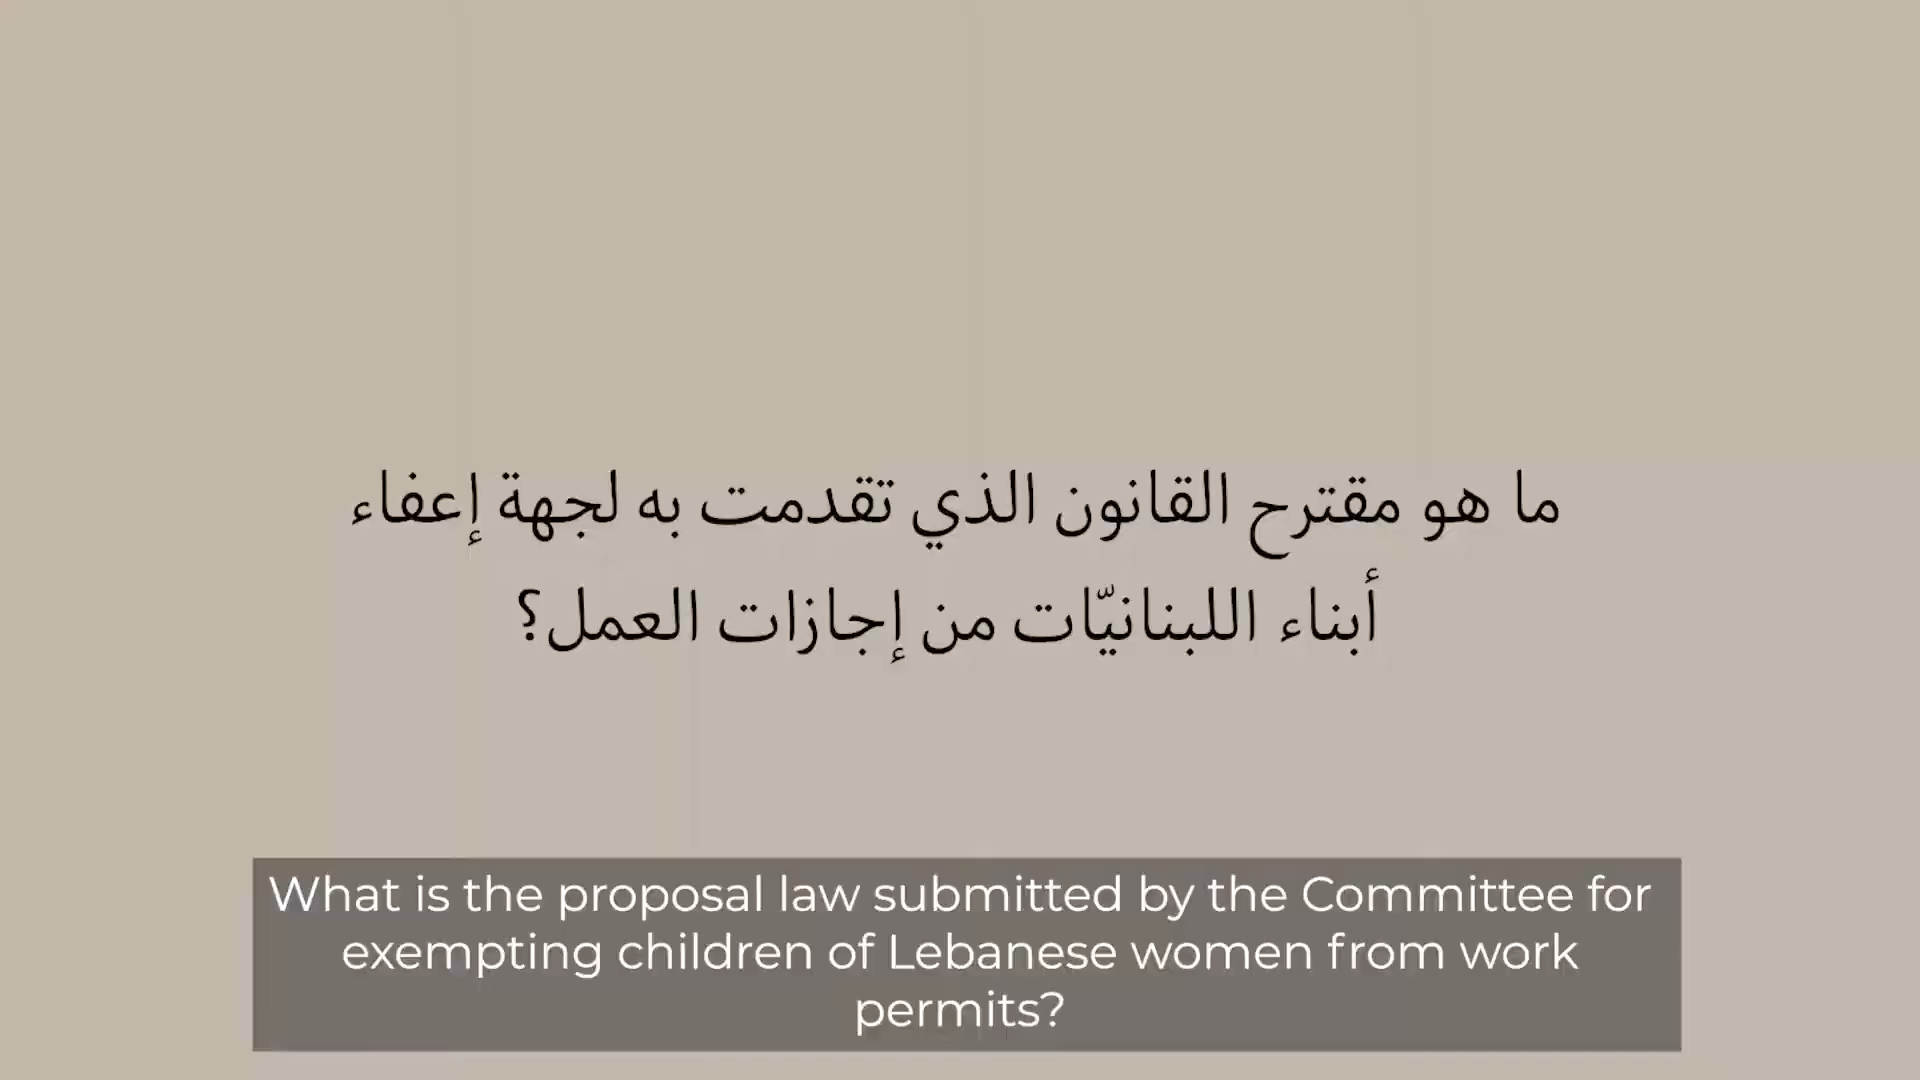 ما هو مقترح القانون الذي تقدمت به لجهة إعفاء
أبناء اللبنانيّات من إجازات العمل؟
What is the proposal law submitted by the Committee for
exempting children of Lebanese women from work
permits?